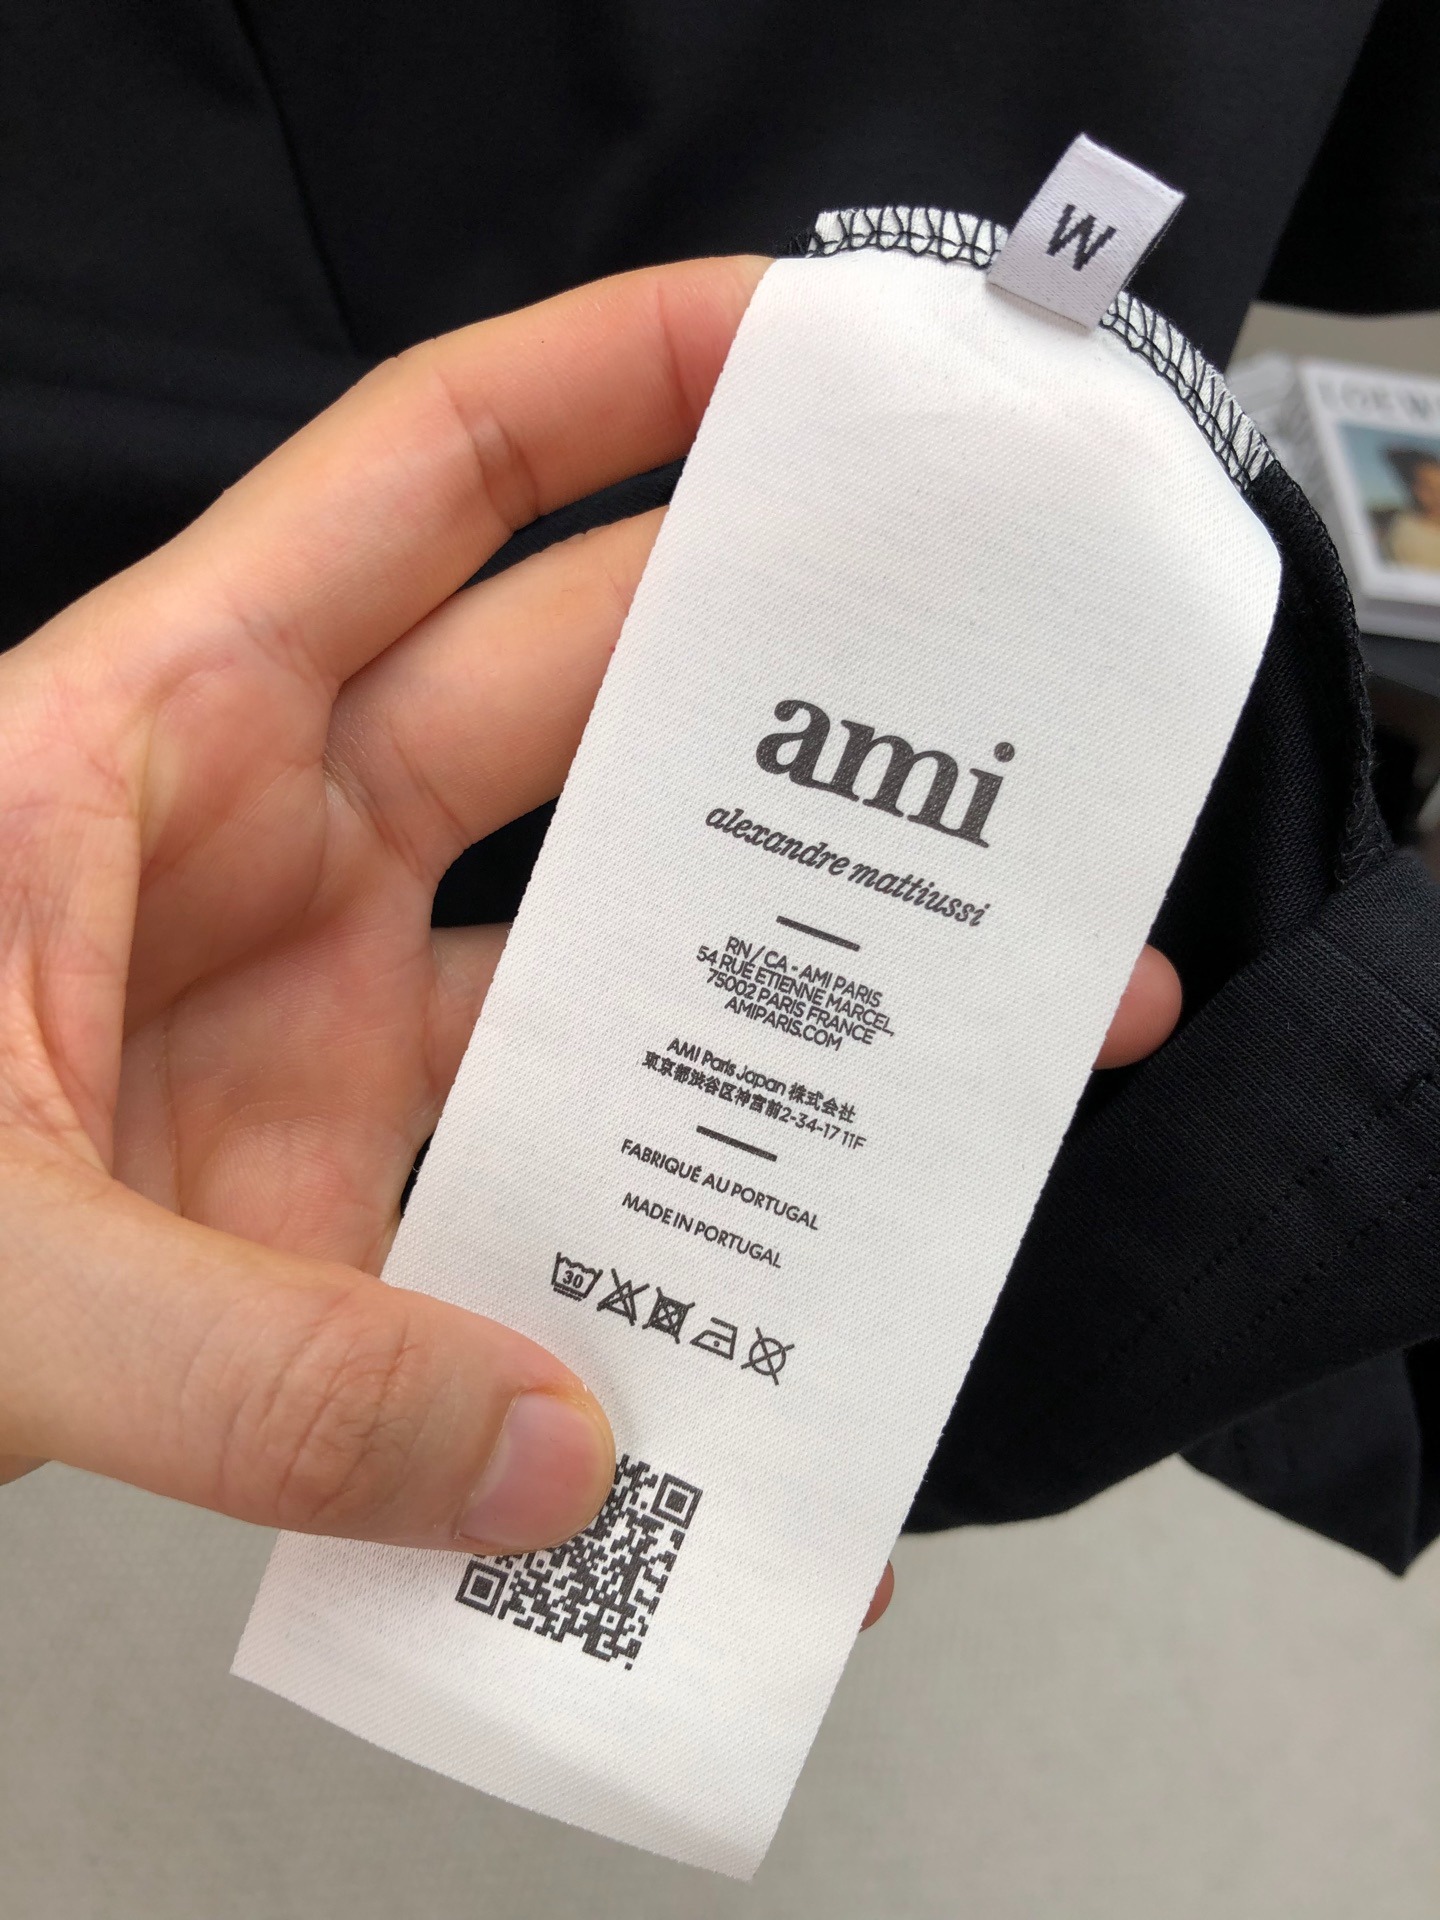 M
ami
alexandre mattiussi
RN / CA - AMI PARIS
54 RUE ETIENNE MARCEL,
75002 PARIS FRANCE
AMIPARIS.COM
AMI Paris Japan 株式会社
東京都渋谷区神宮前2-34-17 11F
FABRIQUÉ AU PORTUGAL
MADE IN PORTUGAL
30
LOEWE